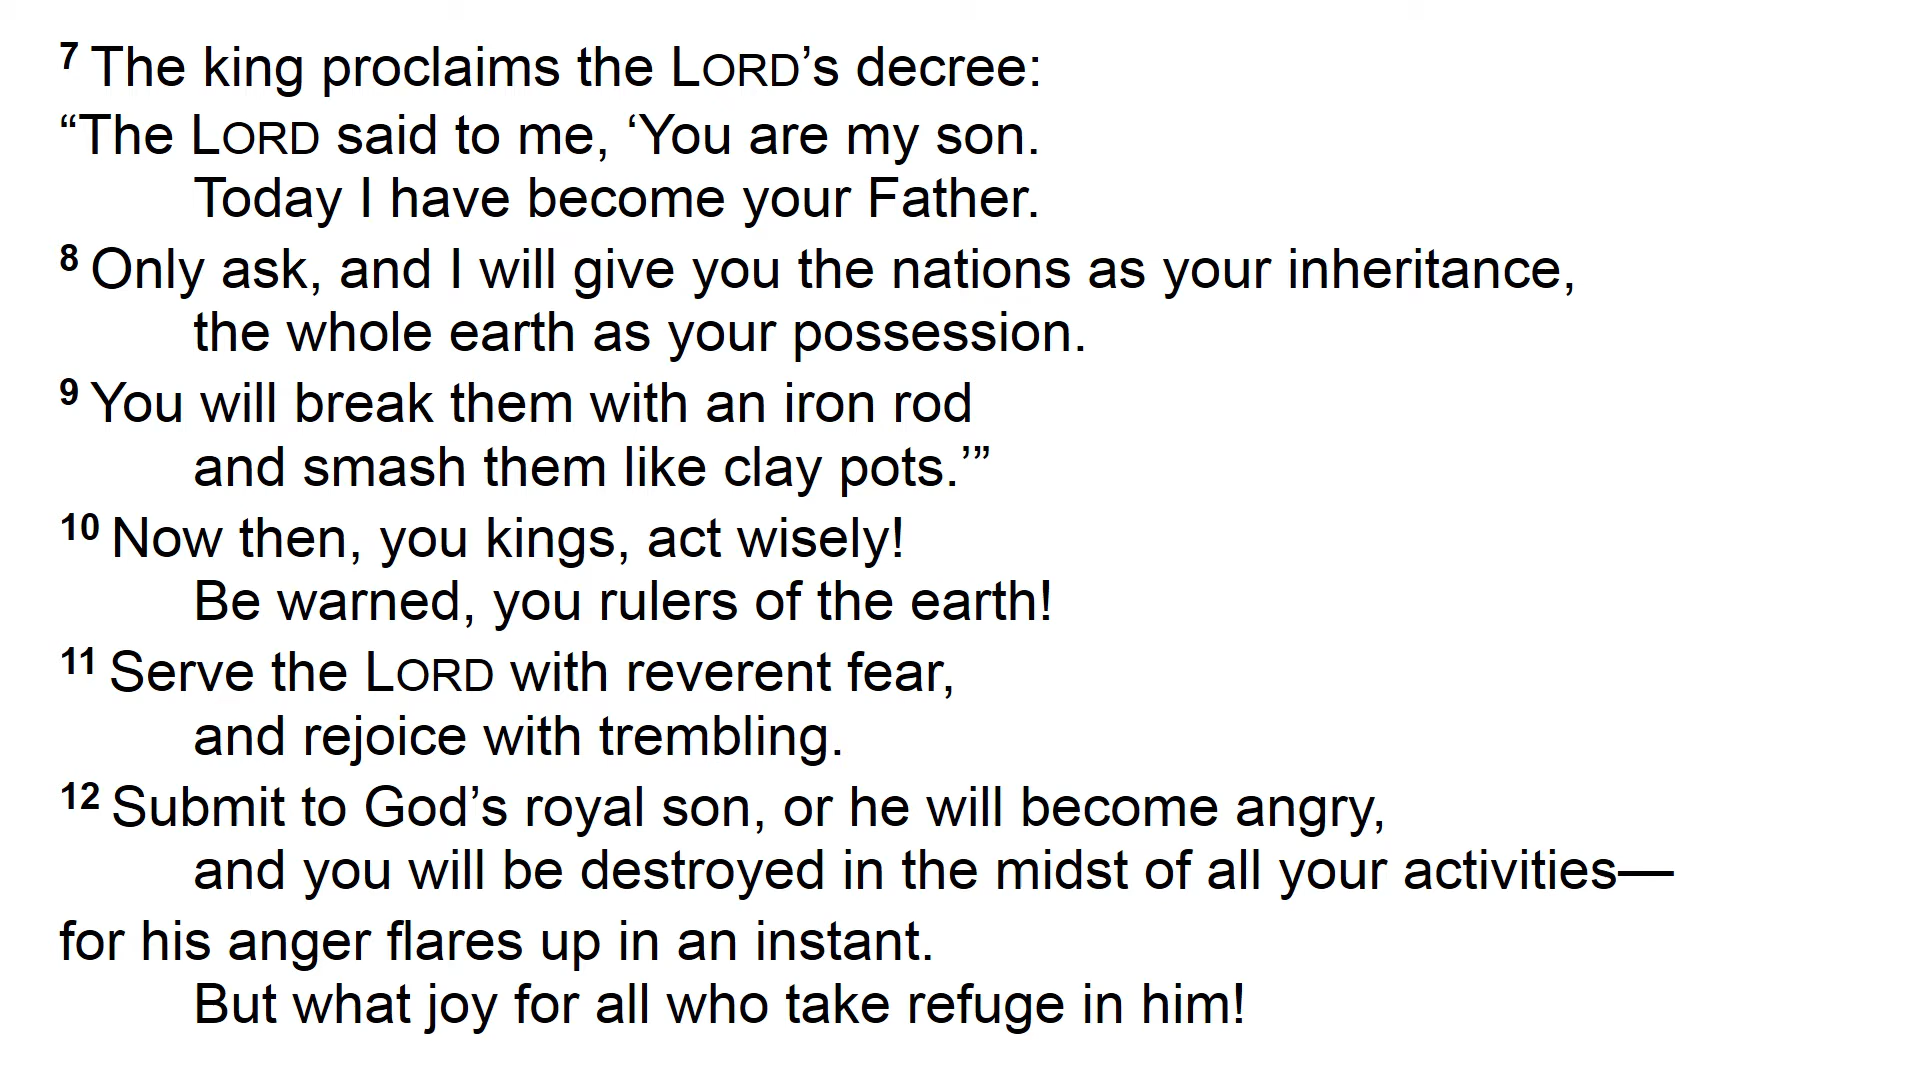 7 The king proclaims the LORD’s decree:
“The LORD said to me, ‘You are my son.
Today I have become your Father.
8 Only ask, and I will give you the nations as your inheritance,
the whole earth as your possession.
9 You will break them with an iron rod
and smash them like clay pots.’”
10 Now then, you kings, act wisely!
Be warned, you rulers of the earth!
11 Serve the LORD with reverent fear,
and rejoice with trembling.
12 Submit to God’s royal son, or he will become angry,
and you will be destroyed in the midst of all your activities—
for his anger flares up in an instant.
But what joy for all who take refuge in him!